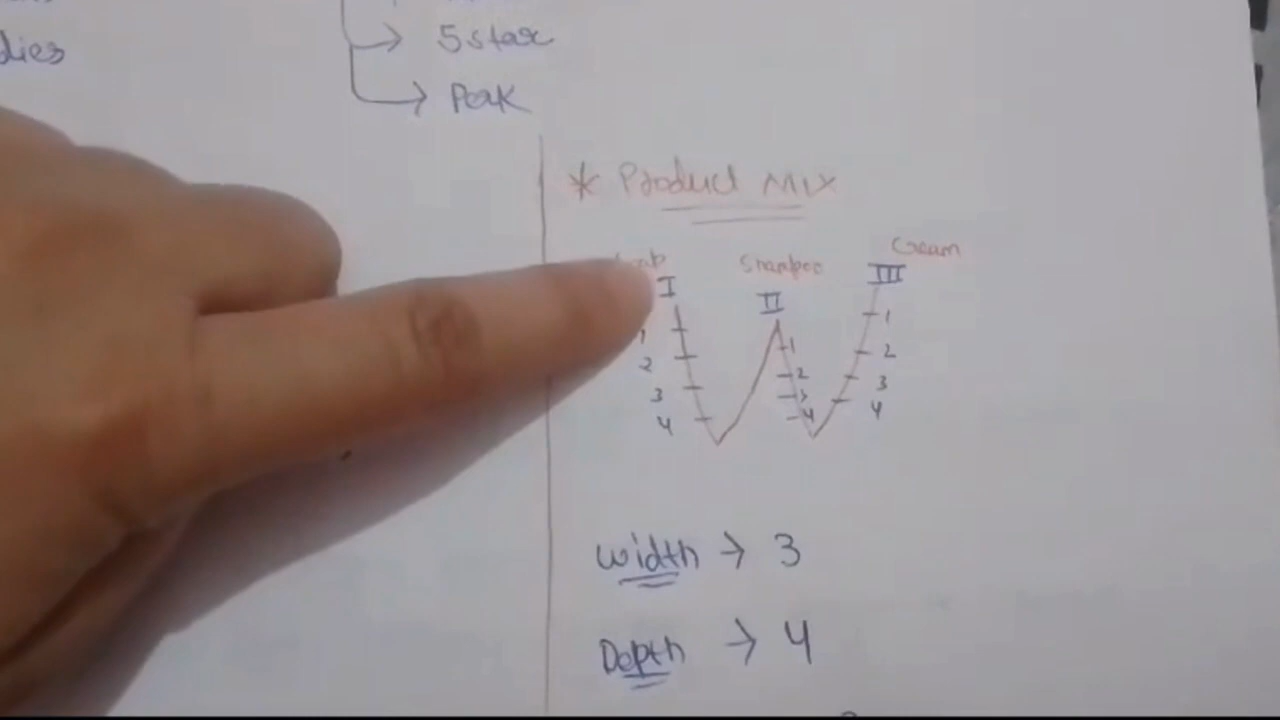 5 star
Perk
* Product Mix
Cream
Shampoo
I
II
III
1 1 1
2 2 2
3 3 3
4 4 4
Width → 3
Depth → 4